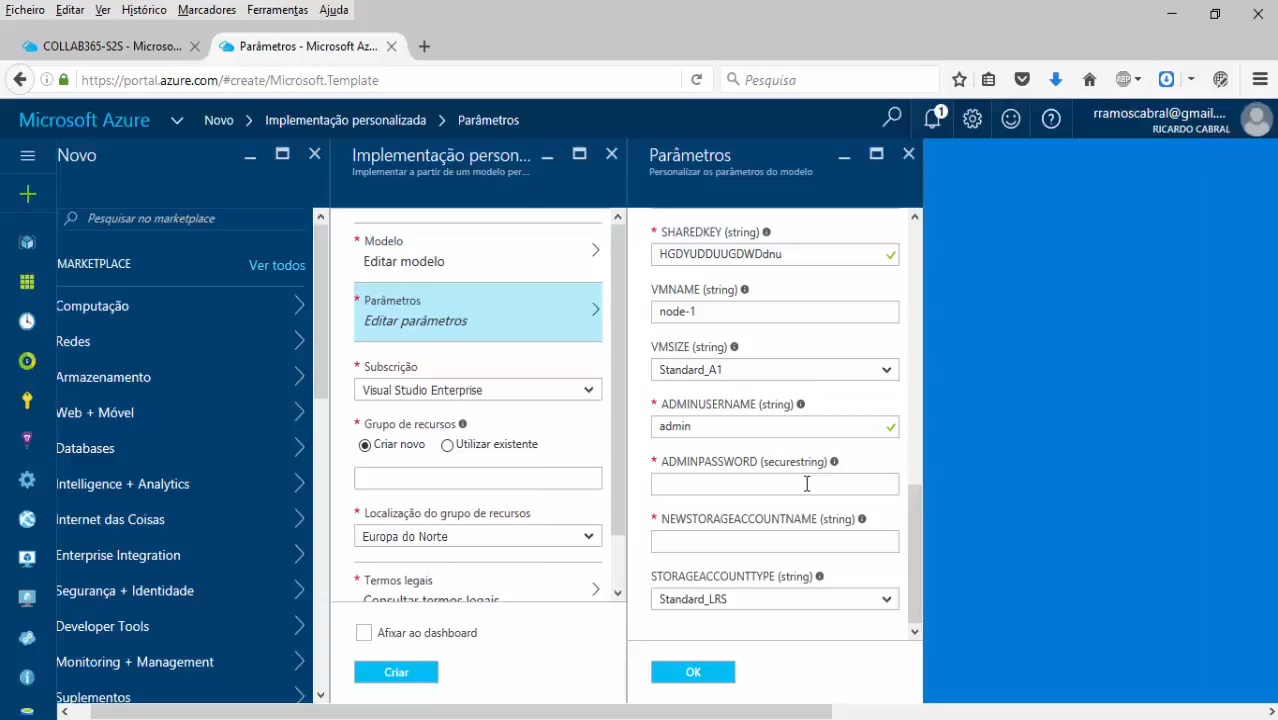 Ficheiro Editar Ver Histórico Marcadores Ferramentas Ajuda
COLLAB365-S2S - Microso...
Parâmetros - Microsoft Az...
https://portal.azure.com/#create/Microsoft.Template
Pesquisa
Microsoft Azure
Novo
Implementação personalizada
Parâmetros
1
rramoscabral@gmail....
RICARDO CABRAL
Novo
Pesquisar no marketplace
MARKETPLACE
Ver todos
Computação
Redes
Armazenamento
Web + Móvel
Databases
Intelligence + Analytics
Internet das Coisas
Enterprise Integration
Segurança + Identidade
Developer Tools
Monitoring + Management
Suplementos
Implementação person...
Implementar a partir de um modelo per...
* Modelo
Editar modelo
* Parâmetros
Editar parâmetros
* Subscrição
Visual Studio Enterprise
* Grupo de recursos
Criar novo
Utilizar existente
* Localização do grupo de recursos
Europa do Norte
* Termos legais
Consultar termos legais
Afixar ao dashboard
Criar
Parâmetros
Personalizar os parâmetros do modelo
* SHAREDKEY (string)
HGDYUDDUUGDWDdnu
VMNAME (string)
node-1
VMSIZE (string)
Standard_A1
* ADMINUSERNAME (string)
admin
* ADMINPASSWORD (securestring)
* NEWSTORAGEACCOUNTNAME (string)
STORAGEACCOUNTTYPE (string)
Standard_LRS
OK